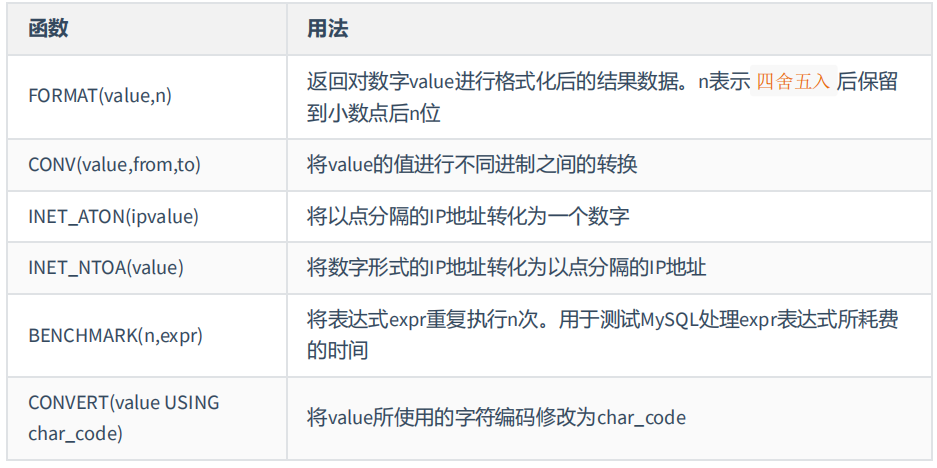 函数 用法
FORMAT(value,n) 返回对数字value进行格式化后的结果数据。n表示 四舍五入 后保留
到小数点后n位
CONV(value,from,to) 将value的值进行不同进制之间的转换
INET_ATON(ipvalue) 将以点分隔的IP地址转化为一个数字
INET_NTOA(value) 将数字形式的IP地址转化为以点分隔的IP地址
BENCHMARK(n,expr) 将表达式expr重复执行n次。用于测试MySQL处理expr表达式所耗费
的时间
CONVERT(value USING
char_code) 将value所使用的字符编码修改为char_code